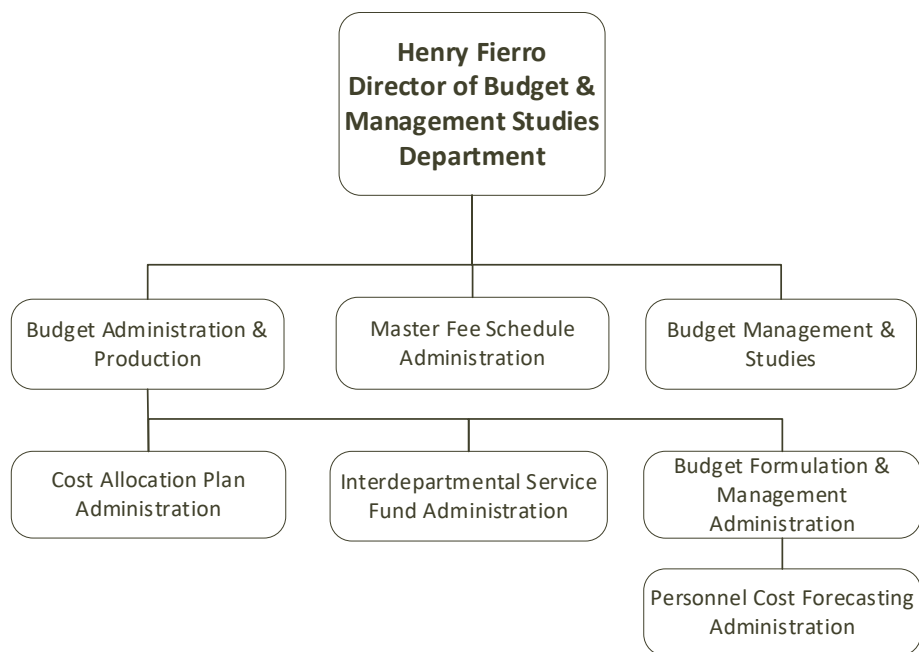 Henry Fierro
Director of Budget &
Management Studies
Department
Budget Administration &
Production
Master Fee Schedule
Administration
Budget Management &
Studies
Cost Allocation Plan
Administration
Interdepartmental Service
Fund Administration
Budget Formulation &
Management
Administration
Personnel Cost Forecasting
Administration